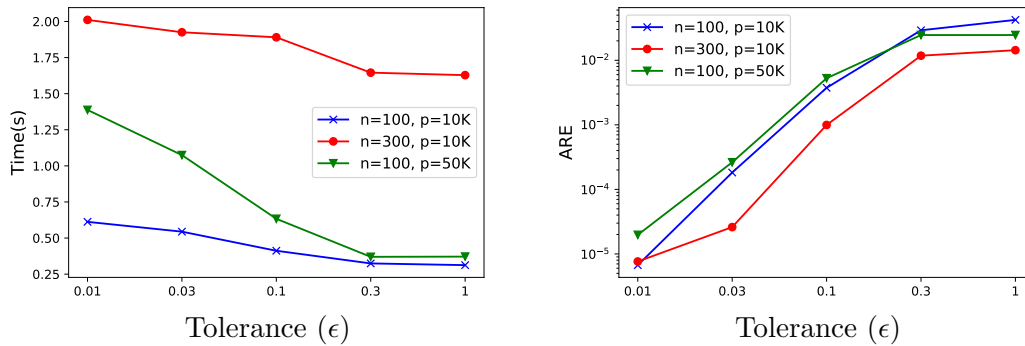 2.00
1.75
1.50
1.25
1.00
0.75
0.50
0.25
Time(s)
n=100, p=10K
n=300, p=10K
n=100, p=50K
0.01 0.03 0.1 0.3 1
Tolerance (ϵ)
10⁻²
10⁻³
10⁻⁴
10⁻⁵
ARE
n=100, p=10K
n=300, p=10K
n=100, p=50K
0.01 0.03 0.1 0.3 1
Tolerance (ϵ)